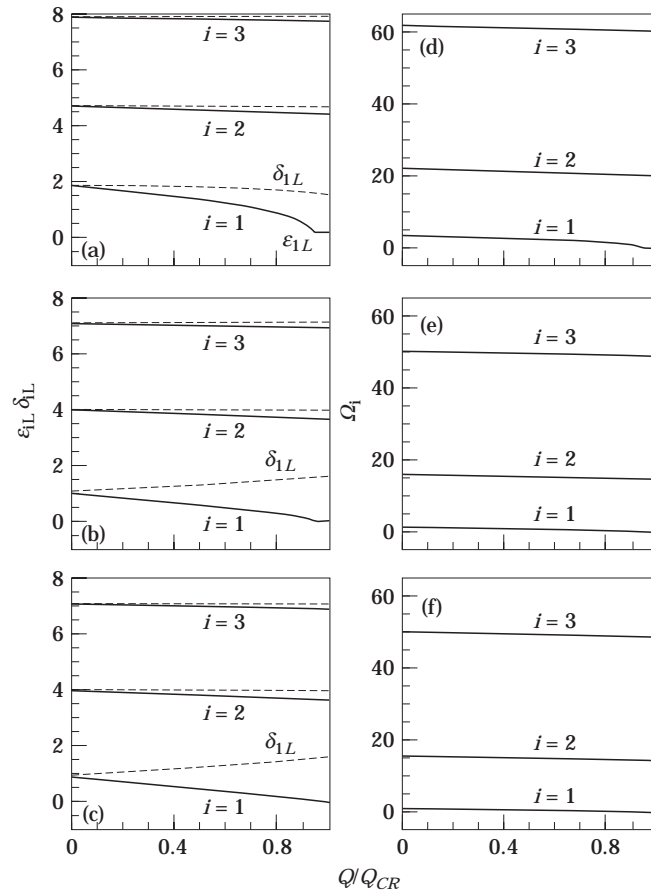 8
6
4
2
0
i = 3
i = 2
δ1L
i = 1
ε1L
(a)
60
40
20
0
(d)
i = 3
i = 2
i = 1
8
6
4
2
0
i = 3
i = 2
δ1L
i = 1
(b)
εiL δiL
60
40
20
0
(e)
i = 3
i = 2
i = 1
Ωi
8
6
4
2
0
i = 3
i = 2
δ1L
i = 1
(c)
0
0.4
0.8
60
40
20
0
(f)
i = 3
i = 2
i = 1
0
0.4
0.8
Q/QCR